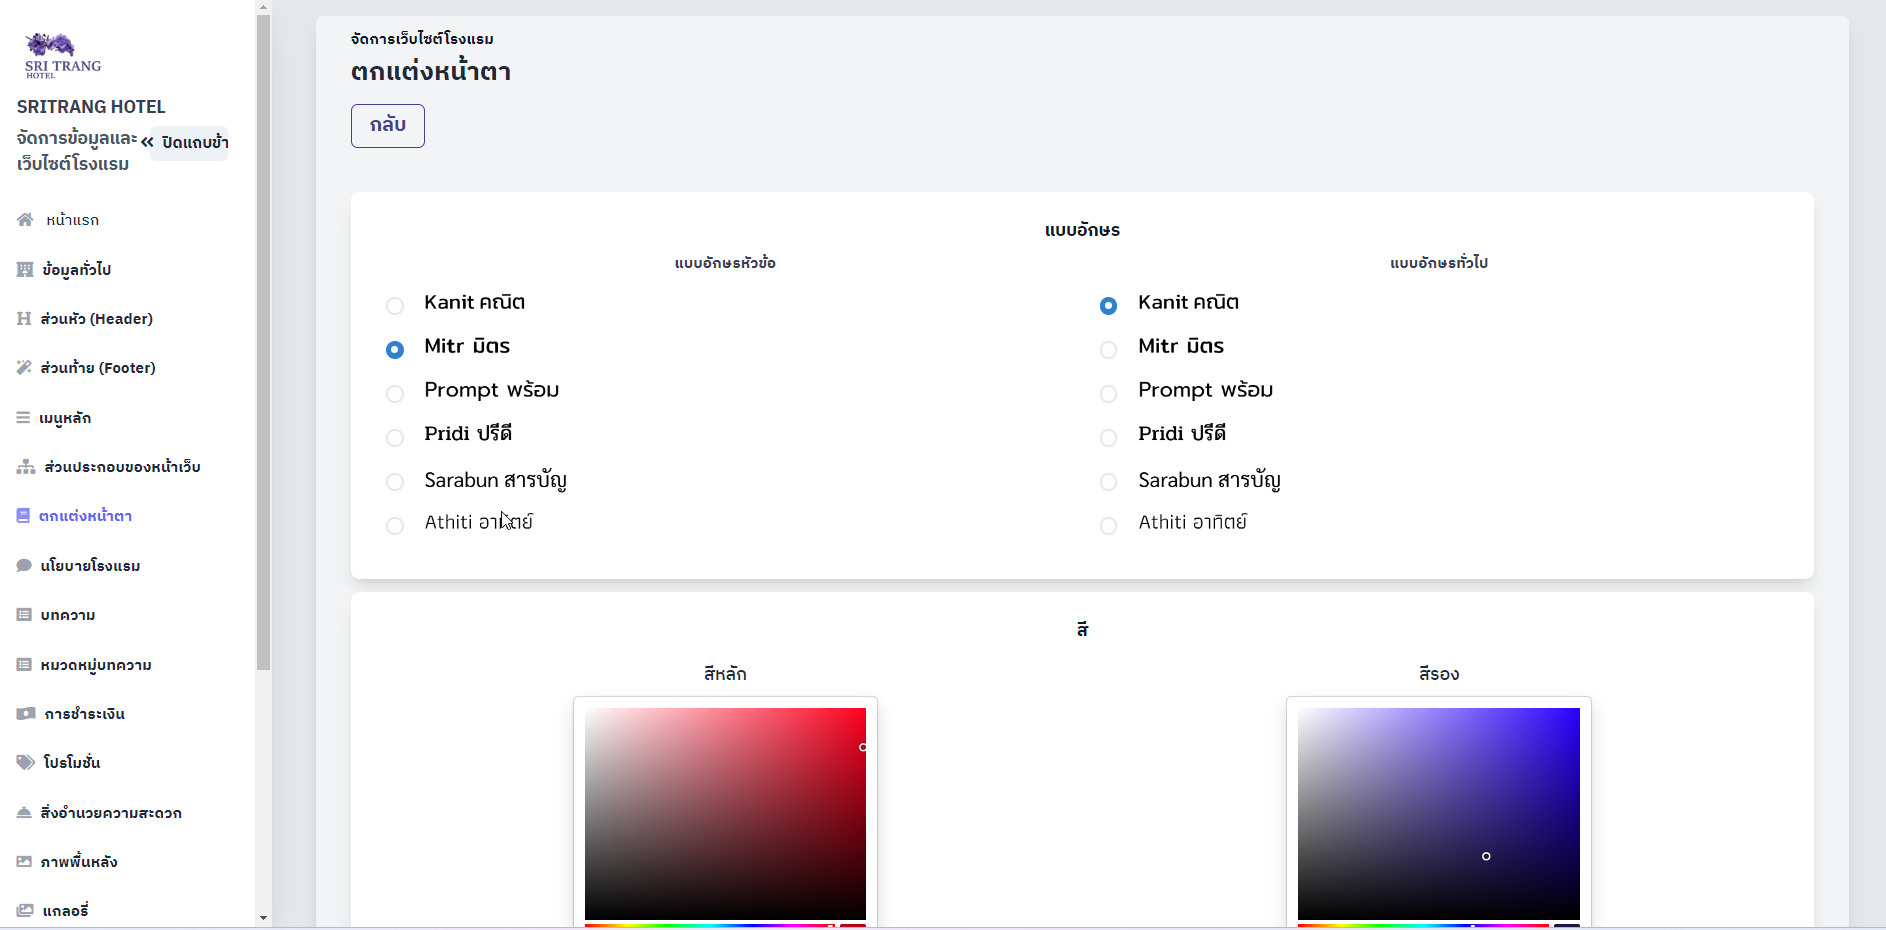 SRI TRANG
HOTEL
SRITRANG HOTEL
จัดการข้อมูลและ
เว็บไซต์โรงแรม
ปิดแถบข้า
หน้าแรก
ข้อมูลทั่วไป
ส่วนหัว (Header)
ส่วนท้าย (Footer)
เมนูหลัก
ส่วนประกอบของหน้าเว็บ
ตกแต่งหน้าตา
นโยบายโรงแรม
บทความ
หมวดหมู่บทความ
การชำระเงิน
โปรโมชั่น
สิ่งอำนวยความสะดวก
ภาพพื้นหลัง
แกลอรี่
จัดการเว็บไซต์โรงแรม
ตกแต่งหน้าตา
กลับ
แบบอักษร
แบบอักษรหัวข้อ
Kanit คณิต
Mitr มิตร
Prompt พร้อม
Pridi ปรีดี
Sarabun สารบัญ
Athiti อาทิตย์
แบบอักษรทั่วไป
Kanit คณิต
Mitr มิตร
Prompt พร้อม
Pridi ปรีดี
Sarabun สารบัญ
Athiti อาทิตย์
สี
สีหลัก
สีรอง